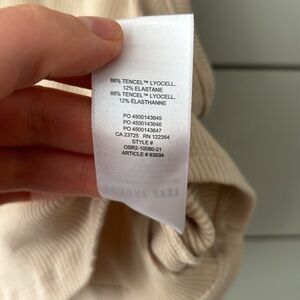 88% TENCEL™ LYOCELL,
12% ELASTANE
88% TENCEL™ LYOCELL,
12% ÉLASTHANNE
PO 4500143645
PO 4500143646
PO 4500143647
CA 23725 RN 122354
STYLE #
OSR2-10080-21
ARTICLE # 83034